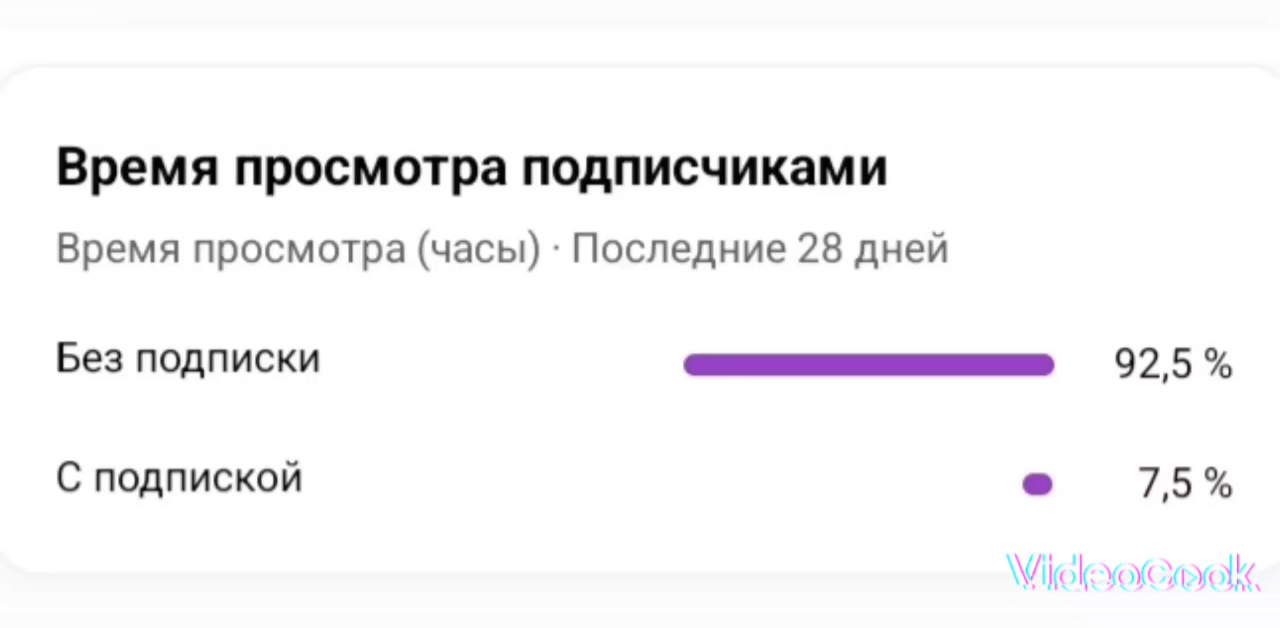 Время просмотра подписчиками
Время просмотра (часы) · Последние 28 дней
Без подписки 92,5 %
С подпиской 7,5 %
VideoCook